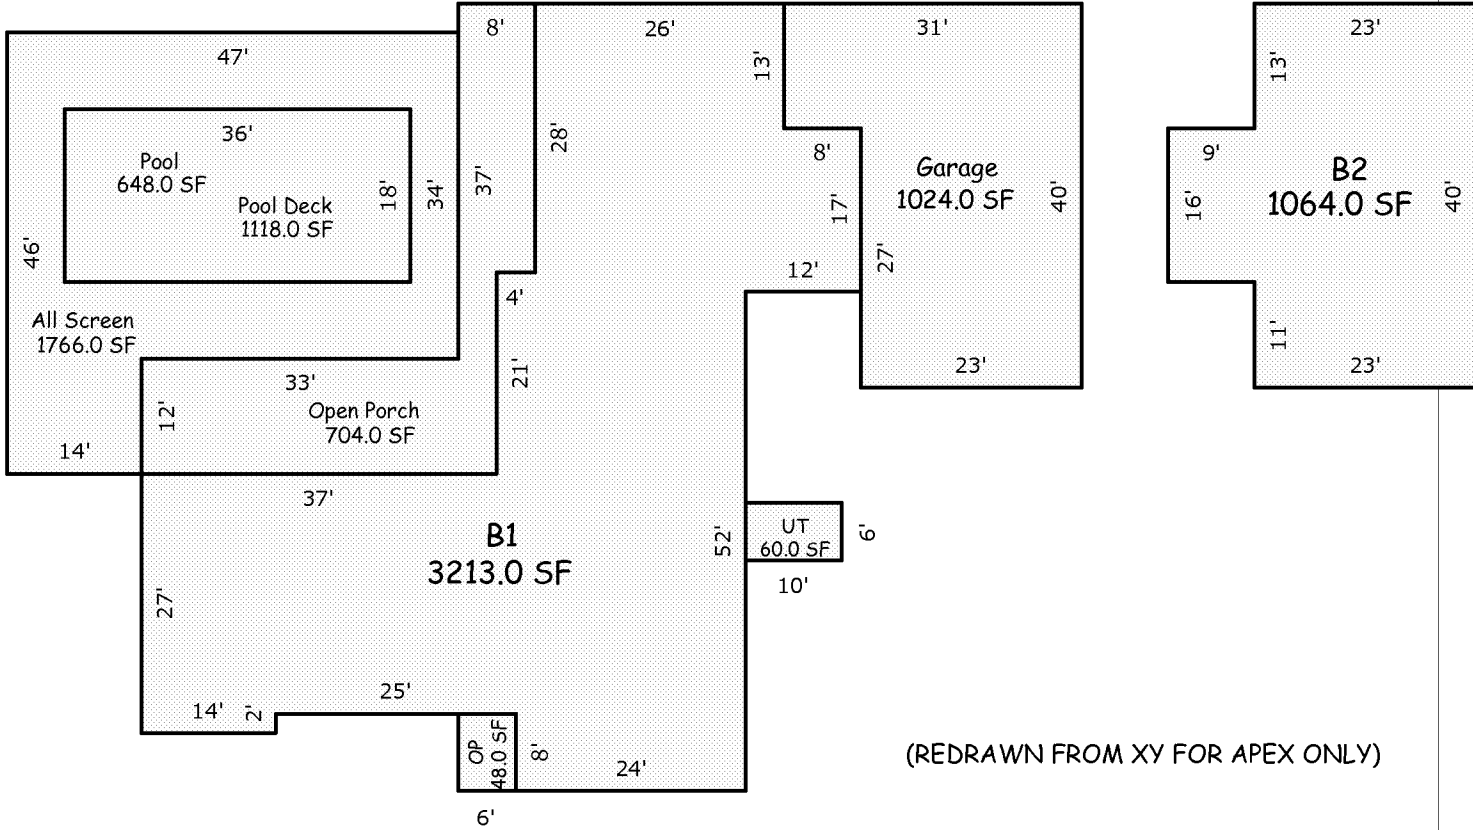 8'
26'
31'
23'
47'
13'
13'
36'
28'
8'
9'
Pool
648.0 SF
18'
34'
37'
Garage
1024.0 SF
40'
B2
1064.0 SF
40'
Pool Deck
1118.0 SF
17'
16'
46'
27'
12'
4'
All Screen
1766.0 SF
11'
33'
21'
23'
23'
12'
Open Porch
704.0 SF
14'
37'
B1
3213.0 SF
52'
UT
60.0 SF
6'
10'
27'
25'
14'
2'
OP
48.0 SF
8'
24'
6'
(REDRAWN FROM XY FOR APEX ONLY)